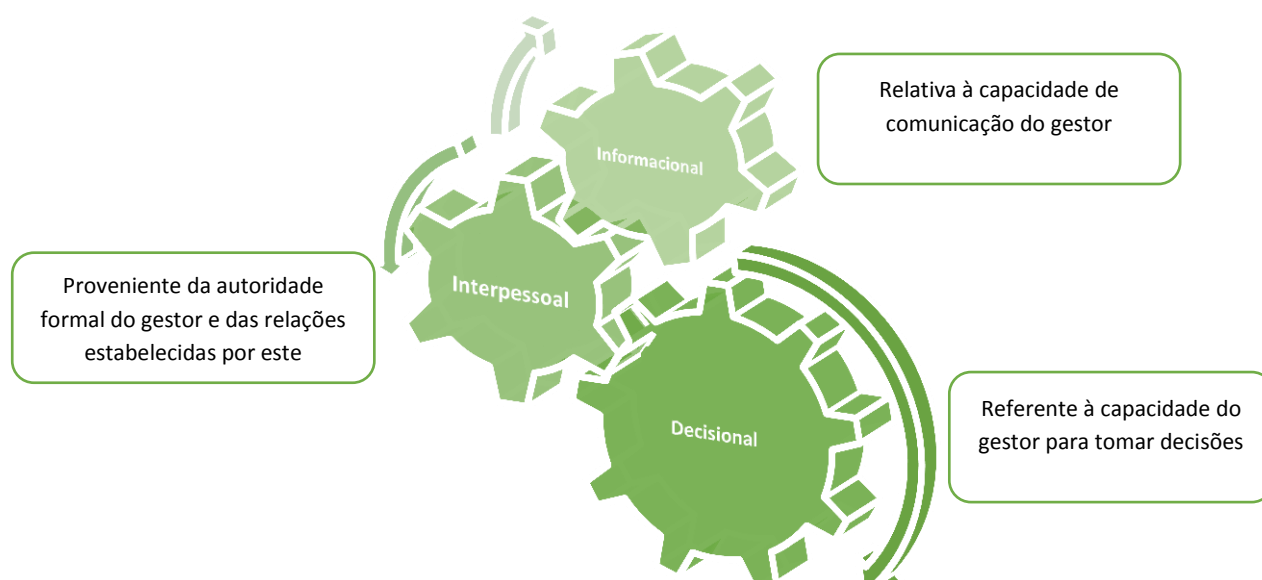 Informacional
Relativa à capacidade de
comunicação do gestor
Interpessoal
Proveniente da autoridade
formal do gestor e das relações
estabelecidas por este
Decisional
Referente à capacidade do
gestor para tomar decisões